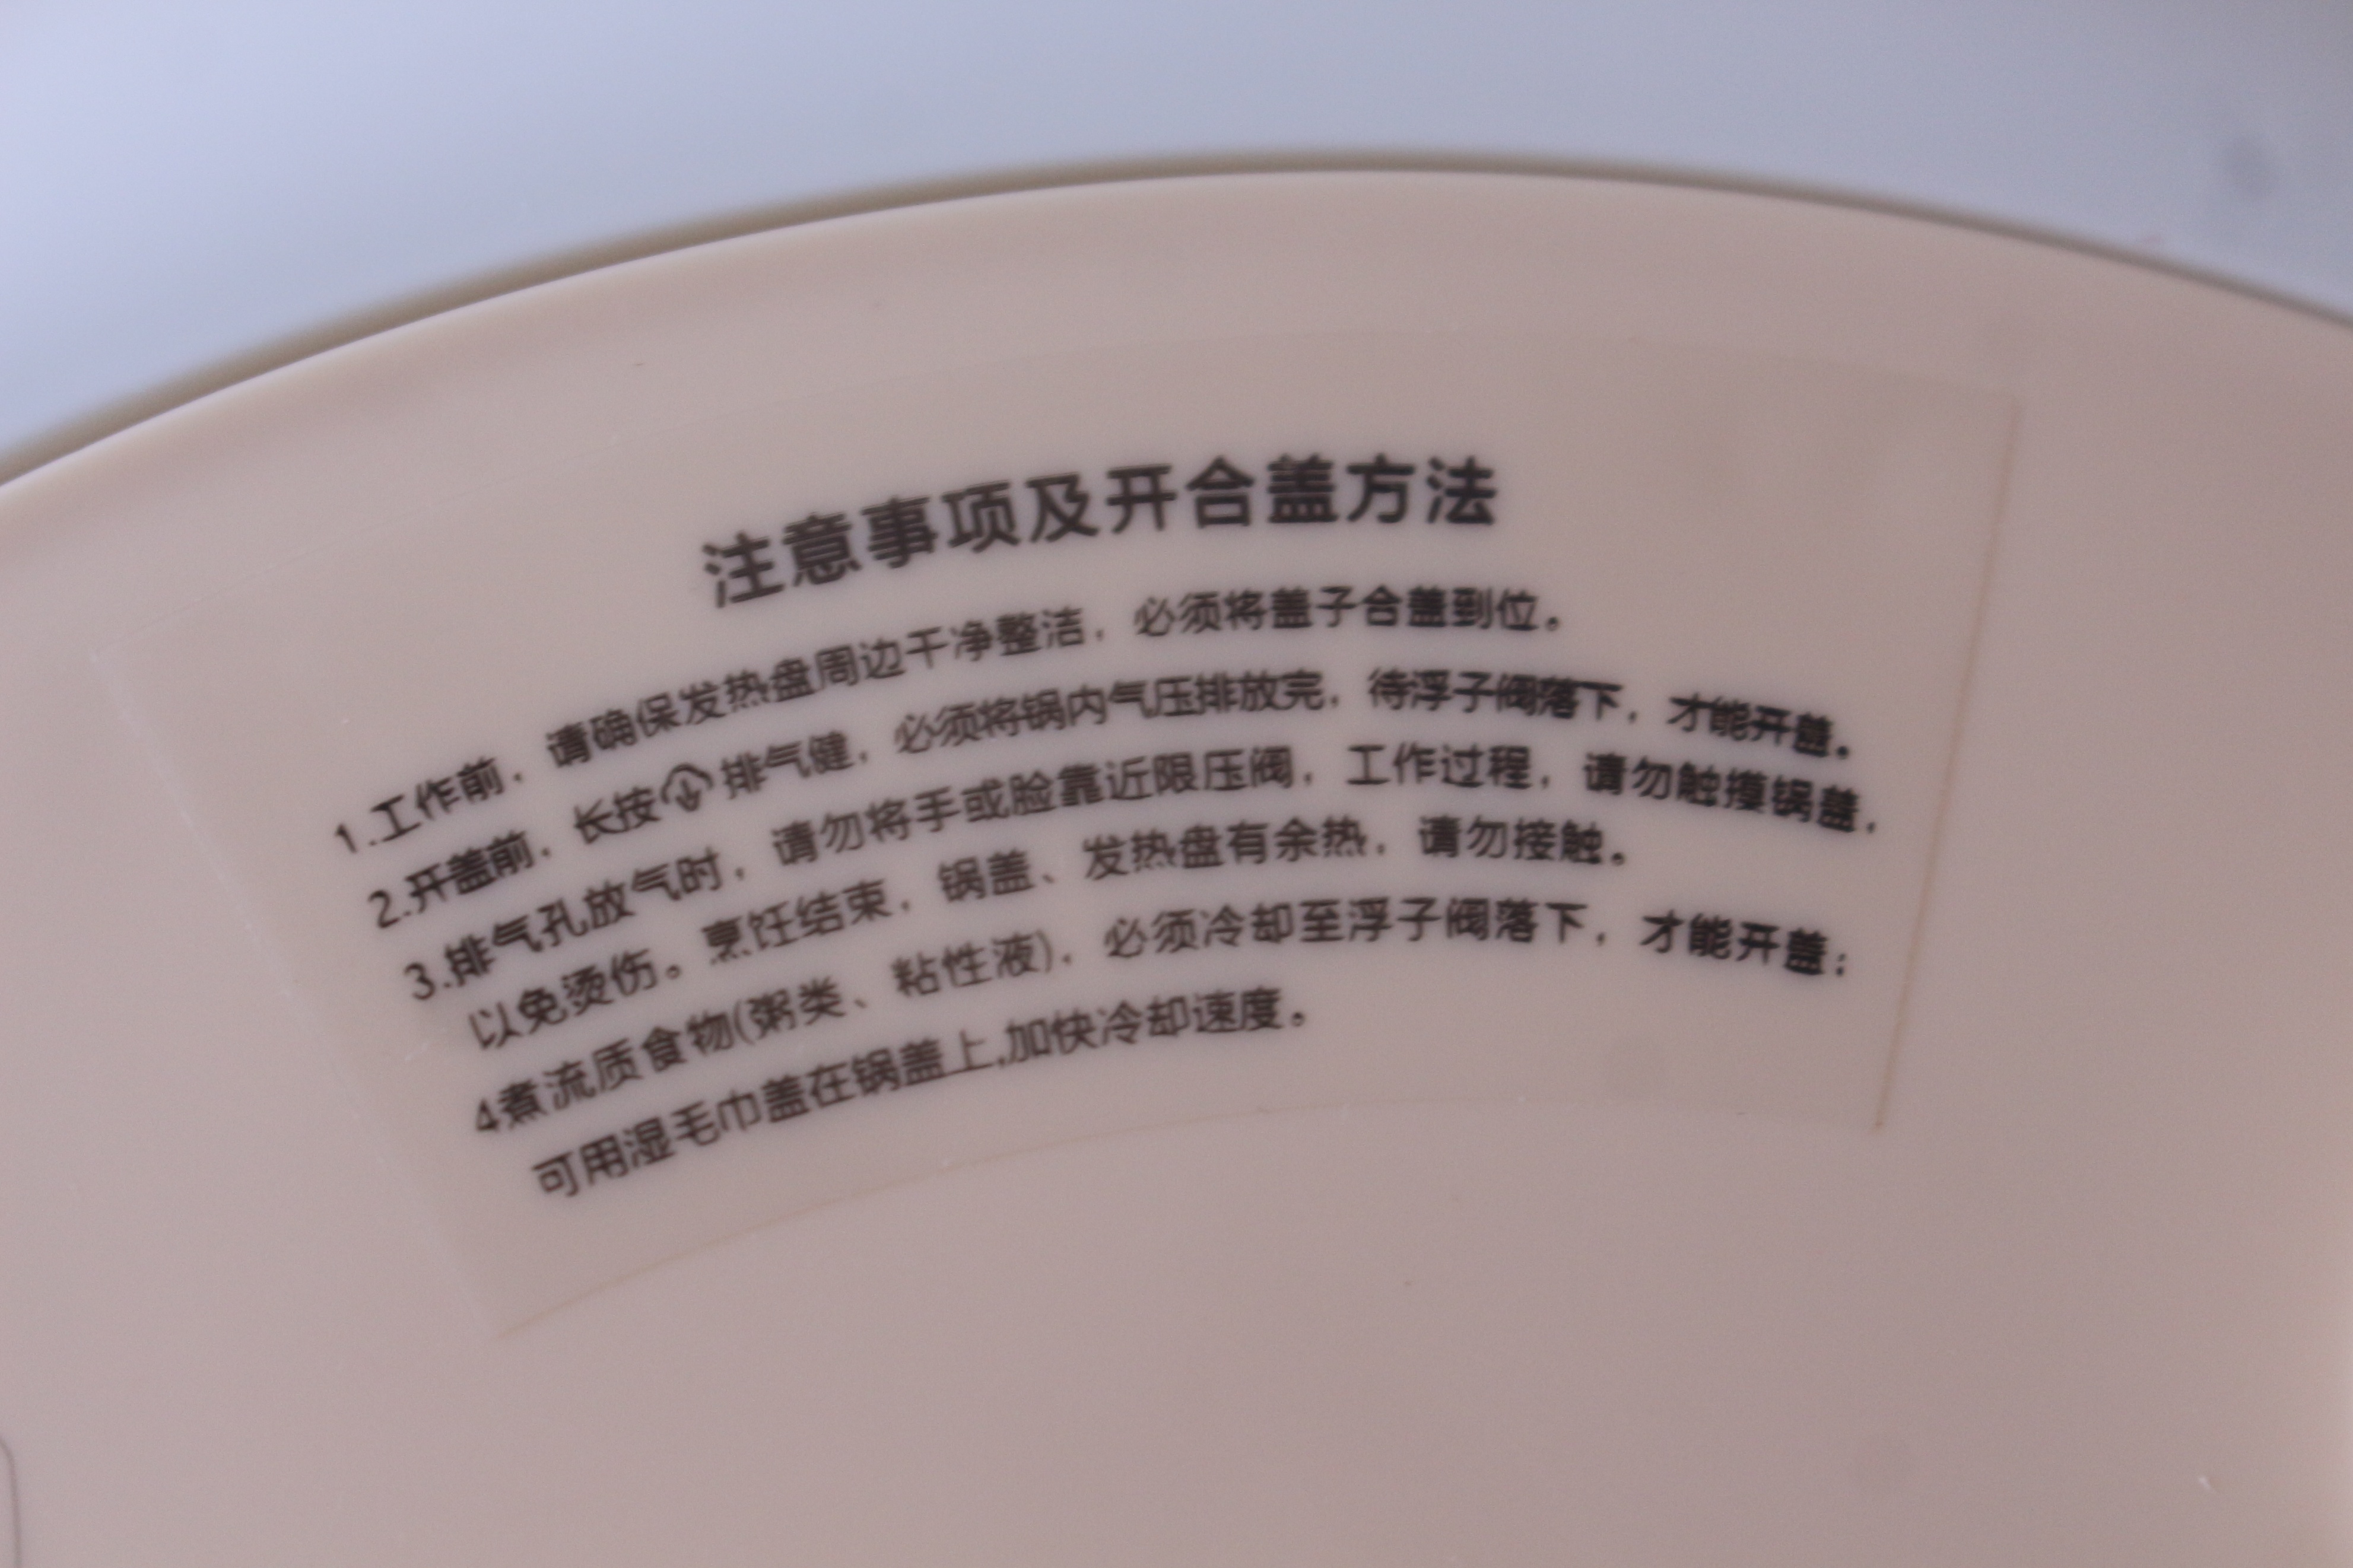 注意事项及开合盖方法
1.工作前，请确保发热盘周边干净整洁，必须将盖子合盖到位。
2.开盖前，长按排气健，必须将锅内气压排放完，待浮子阀落下，才能开盖。
3.排气孔放气时，请勿将手或脸靠近限压阀，工作过程，请勿触摸锅盖，
以免烫伤。烹饪结束，锅盖、发热盘有余热，请勿接触。
4煮流质食物(粥类、粘性液)，必须冷却至浮子阀落下，才能开盖；
可用湿毛巾盖在锅盖上,加快冷却速度。